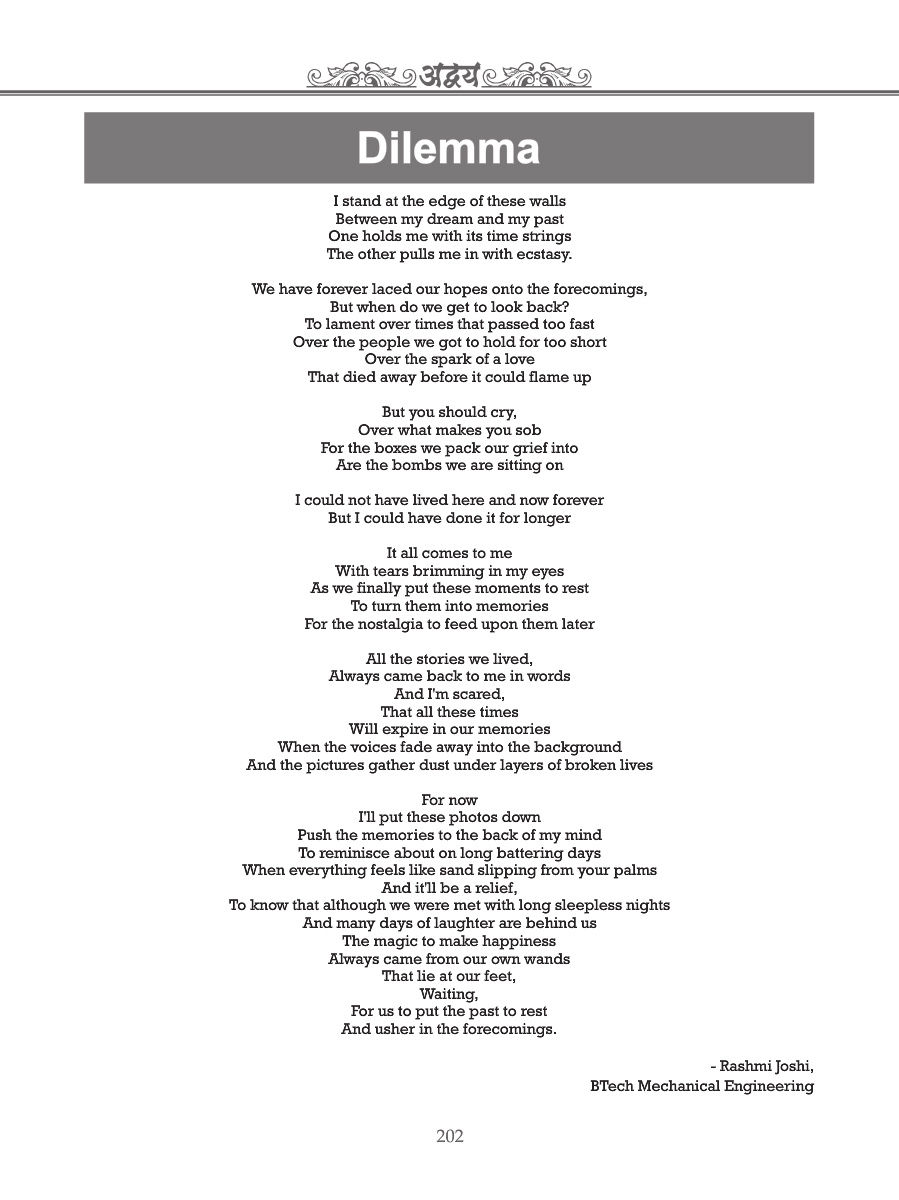 अद्वय
Dilemma
I stand at the edge of these walls
Between my dream and my past
One holds me with its time strings
The other pulls me in with ecstasy.
We have forever laced our hopes onto the forecomings,
But when do we get to look back?
To lament over times that passed too fast
Over the people we got to hold for too short
Over the spark of a love
That died away before it could flame up
But you should cry,
Over what makes you sob
For the boxes we pack our grief into
Are the bombs we are sitting on
I could not have lived here and now forever
But I could have done it for longer
It all comes to me
With tears brimming in my eyes
As we finally put these moments to rest
To turn them into memories
For the nostalgia to feed upon them later
All the stories we lived,
Always came back to me in words
And I'm scared,
That all these times
Will expire in our memories
When the voices fade away into the background
And the pictures gather dust under layers of broken lives
For now
I'll put these photos down
Push the memories to the back of my mind
To reminisce about on long battering days
When everything feels like sand slipping from your palms
And it'll be a relief,
To know that although we were met with long sleepless nights
And many days of laughter are behind us
The magic to make happiness
Always came from our own wands
That lie at our feet,
Waiting,
For us to put the past to rest
And usher in the forecomings.
- Rashmi Joshi,
BTech Mechanical Engineering
202